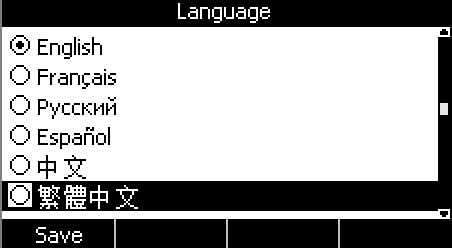 Language
English
Français
Русский
Español
中文
繁體中文
Save